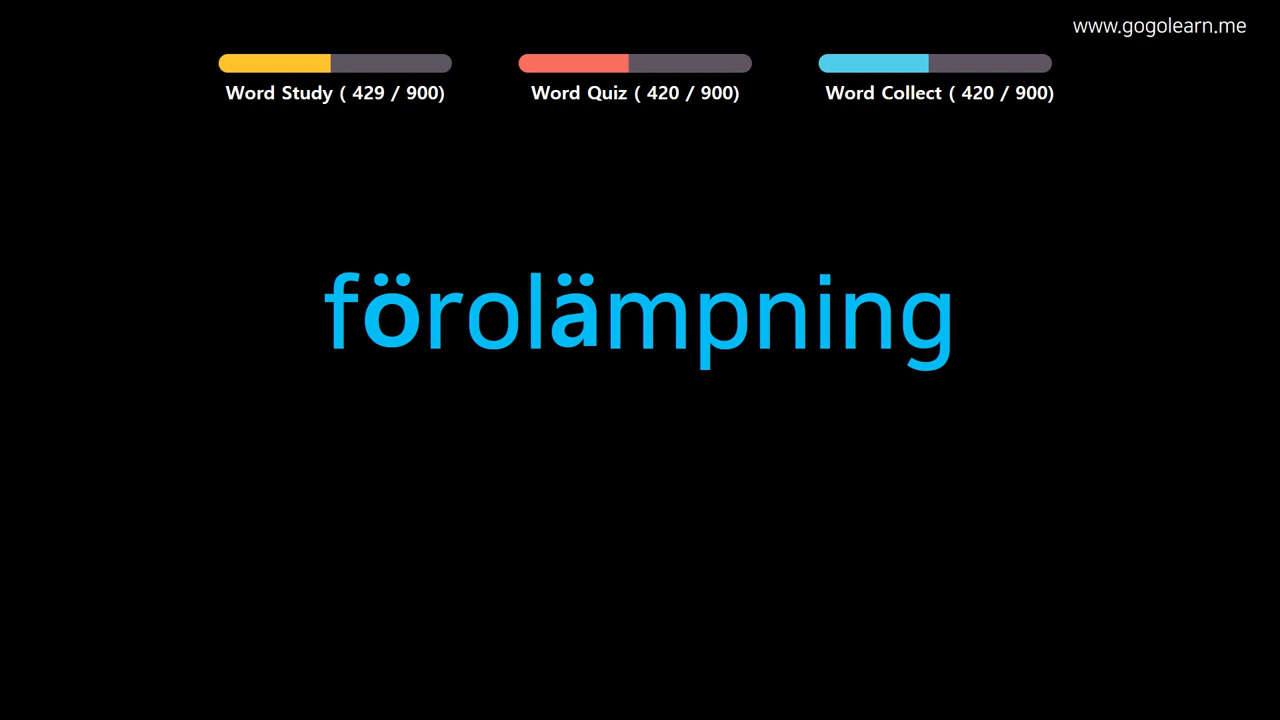 www.gogolearn.me
Word Study ( 429 / 900)
Word Quiz ( 420 / 900)
Word Collect ( 420 / 900)
förolämpning